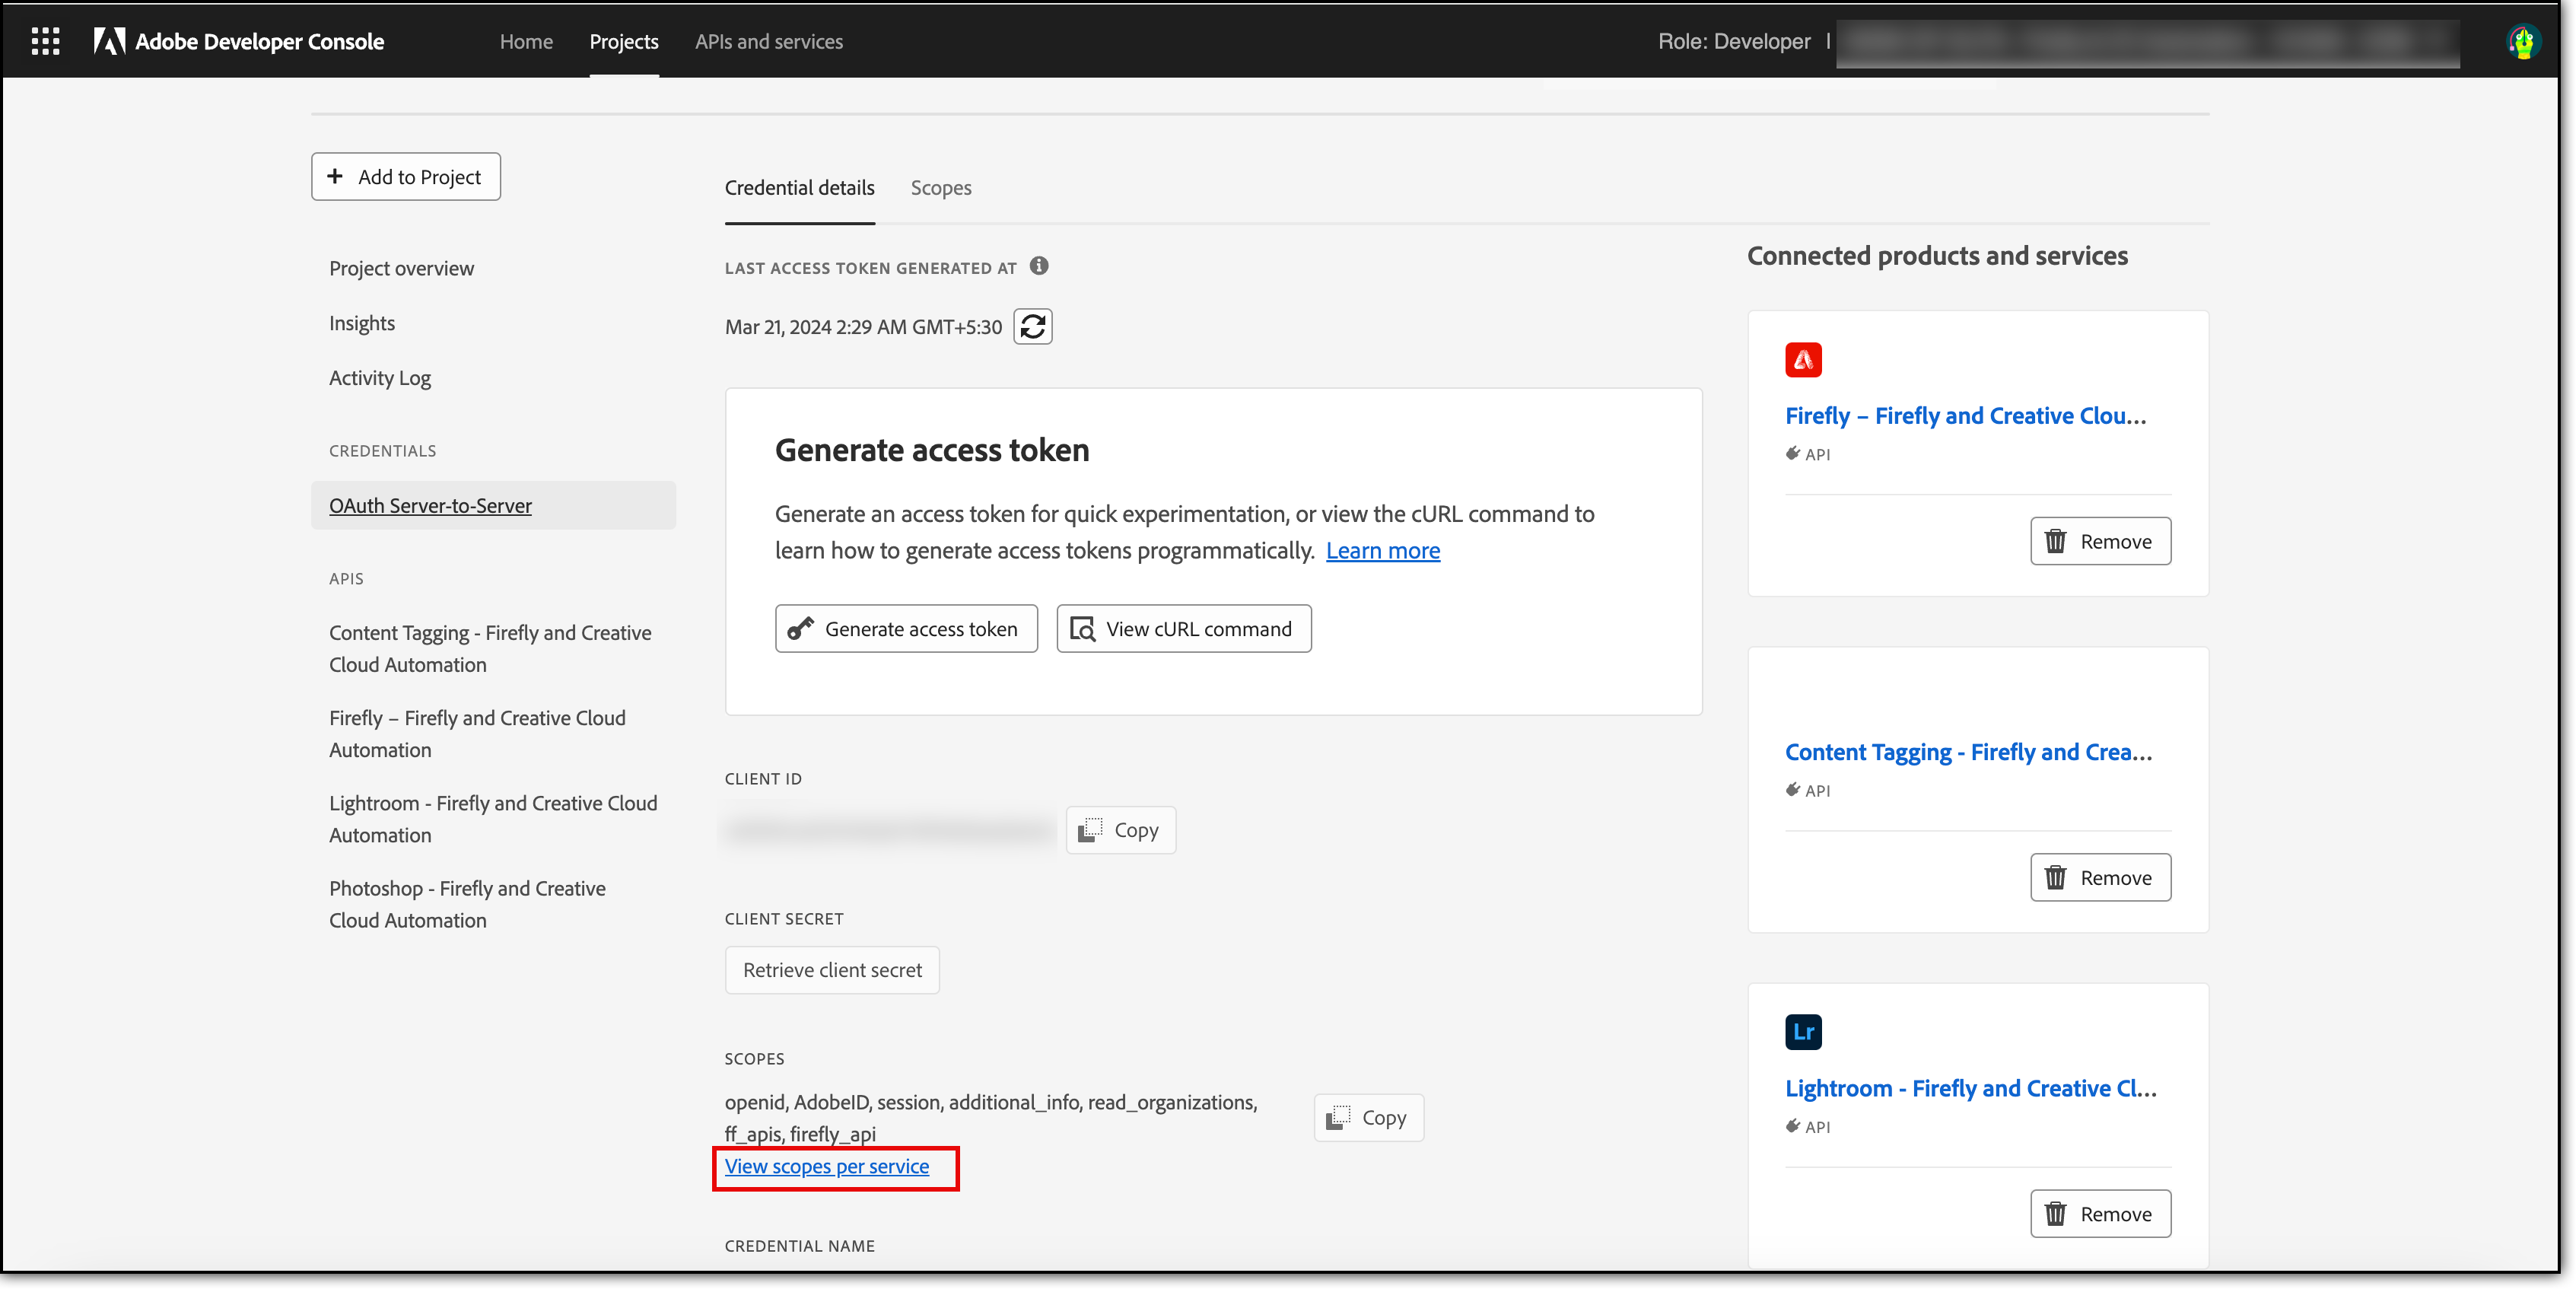 Adobe Developer Console
Home
Projects
APIs and services
Role: Developer |
+ Add to Project
Project overview
Insights
Activity Log
CREDENTIALS
OAuth Server-to-Server
APIS
Content Tagging - Firefly and Creative
Cloud Automation
Firefly – Firefly and Creative Cloud
Automation
Lightroom - Firefly and Creative Cloud
Automation
Photoshop - Firefly and Creative
Cloud Automation
Credential details
Scopes
LAST ACCESS TOKEN GENERATED AT
Mar 21, 2024 2:29 AM GMT+5:30
Generate access token
Generate an access token for quick experimentation, or view the cURL command to
learn how to generate access tokens programmatically. Learn more
Generate access token
View cURL command
CLIENT ID
Copy
CLIENT SECRET
Retrieve client secret
SCOPES
openid, AdobeID, session, additional_info, read_organizations,
ff_apis, firefly_api
Copy
View scopes per service
CREDENTIAL NAME
Connected products and services
Firefly – Firefly and Creative Clou...
API
Remove
Content Tagging - Firefly and Crea...
API
Remove
Lr
Lightroom - Firefly and Creative Cl...
API
Remove